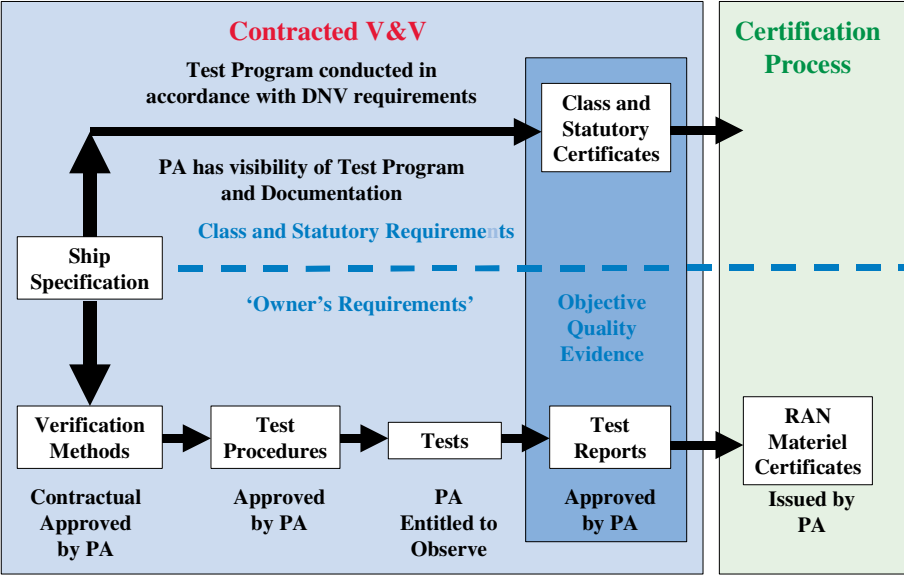 Contracted V&V
Certification
Process
Test Program conducted in
accordance with DNV requirements
Class and
Statutory
Certificates
PA has visibility of Test Program
and Documentation
Class and Statutory Requirements
Ship
Specification
‘Owner’s Requirements’
Objective
Quality
Evidence
Verification
Methods
Test
Procedures
Tests
Test
Reports
RAN
Materiel
Certificates
Contractual
Approved
by PA
Approved
by PA
PA
Entitled to
Observe
Approved
by PA
Issued by
PA